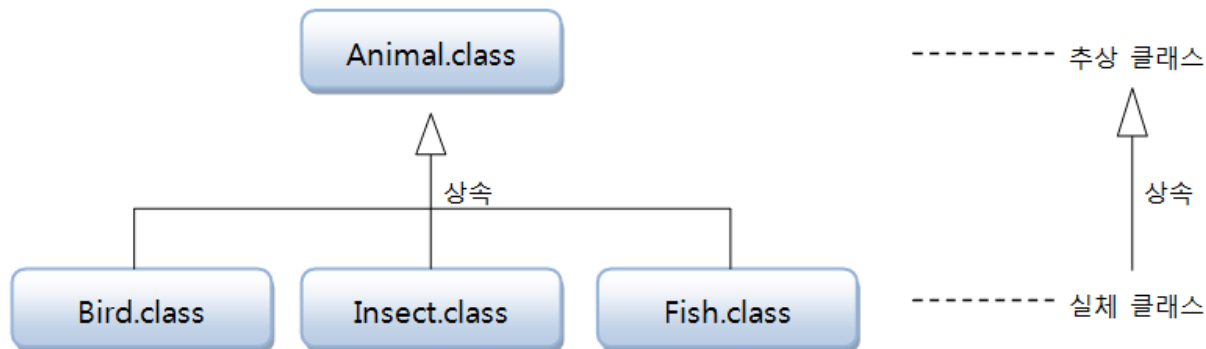 Animal.class
추상 클래스
상속
상속
Bird.class
Insect.class
Fish.class
실체 클래스